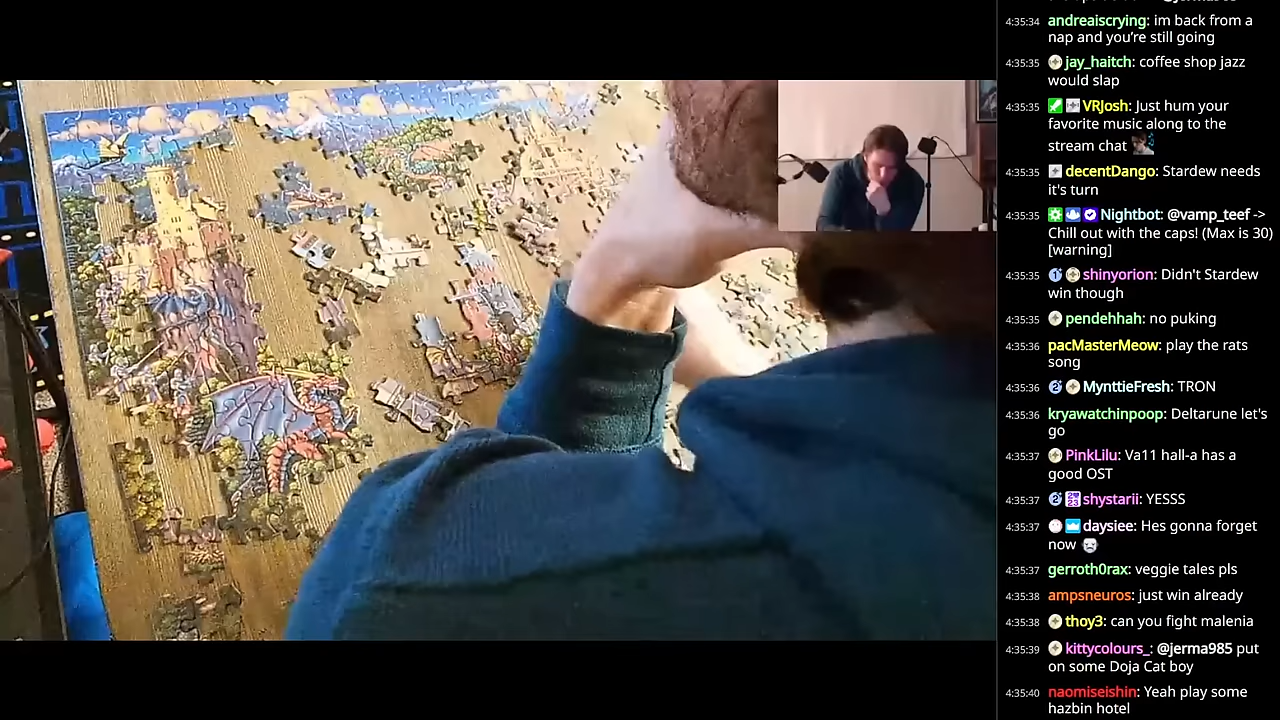 4:35:34 andreaiscrying: im back from a
nap and you're still going
4:35:35 jay_haitch: coffee shop jazz
would slap
4:35:35 VRJosh: Just hum your
favorite music along to the
stream chat
4:35:35 decentDango: Stardew needs
it's turn
4:35:35 Nightbot: @vamp_teef ->
Chill out with the caps! (Max is 30)
[warning]
4:35:35 shinyorion: Didn't Stardew
win though
4:35:35 pendehhah: no puking
4:35:36 pacMasterMeow: play the rats
song
4:35:36 MynttieFresh: TRON
4:35:36 kryawatchinpoop: Deltarune let's
go
4:35:37 PinkLilu: Va11 hall-a has a
good OST
4:35:37 shystarii: YESSS
4:35:37 daysiee: Hes gonna forget
now
4:35:37 gerroth0rax: veggie tales pls
4:35:38 ampsneuros: just win already
4:35:38 thoy3: can you fight malenia
4:35:39 kittycolours_: @jerma985 put
on some Doja Cat boy
4:35:40 naomiseishin: Yeah play some
hazbin hotel